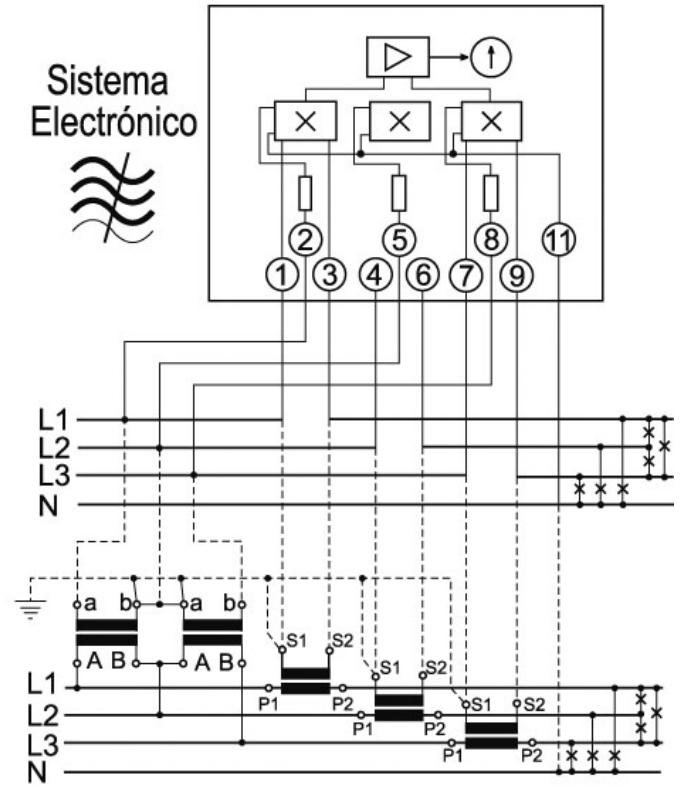 Sistema
Electrónico
2 5 8 11
1 3 4 6 7 9
L1
L2
L3
N
a b a b
S1 S2
A B A B
S1 S2
L1
P1 P2
S1 S2
L2
P1 P2
L3
P1 P2
N